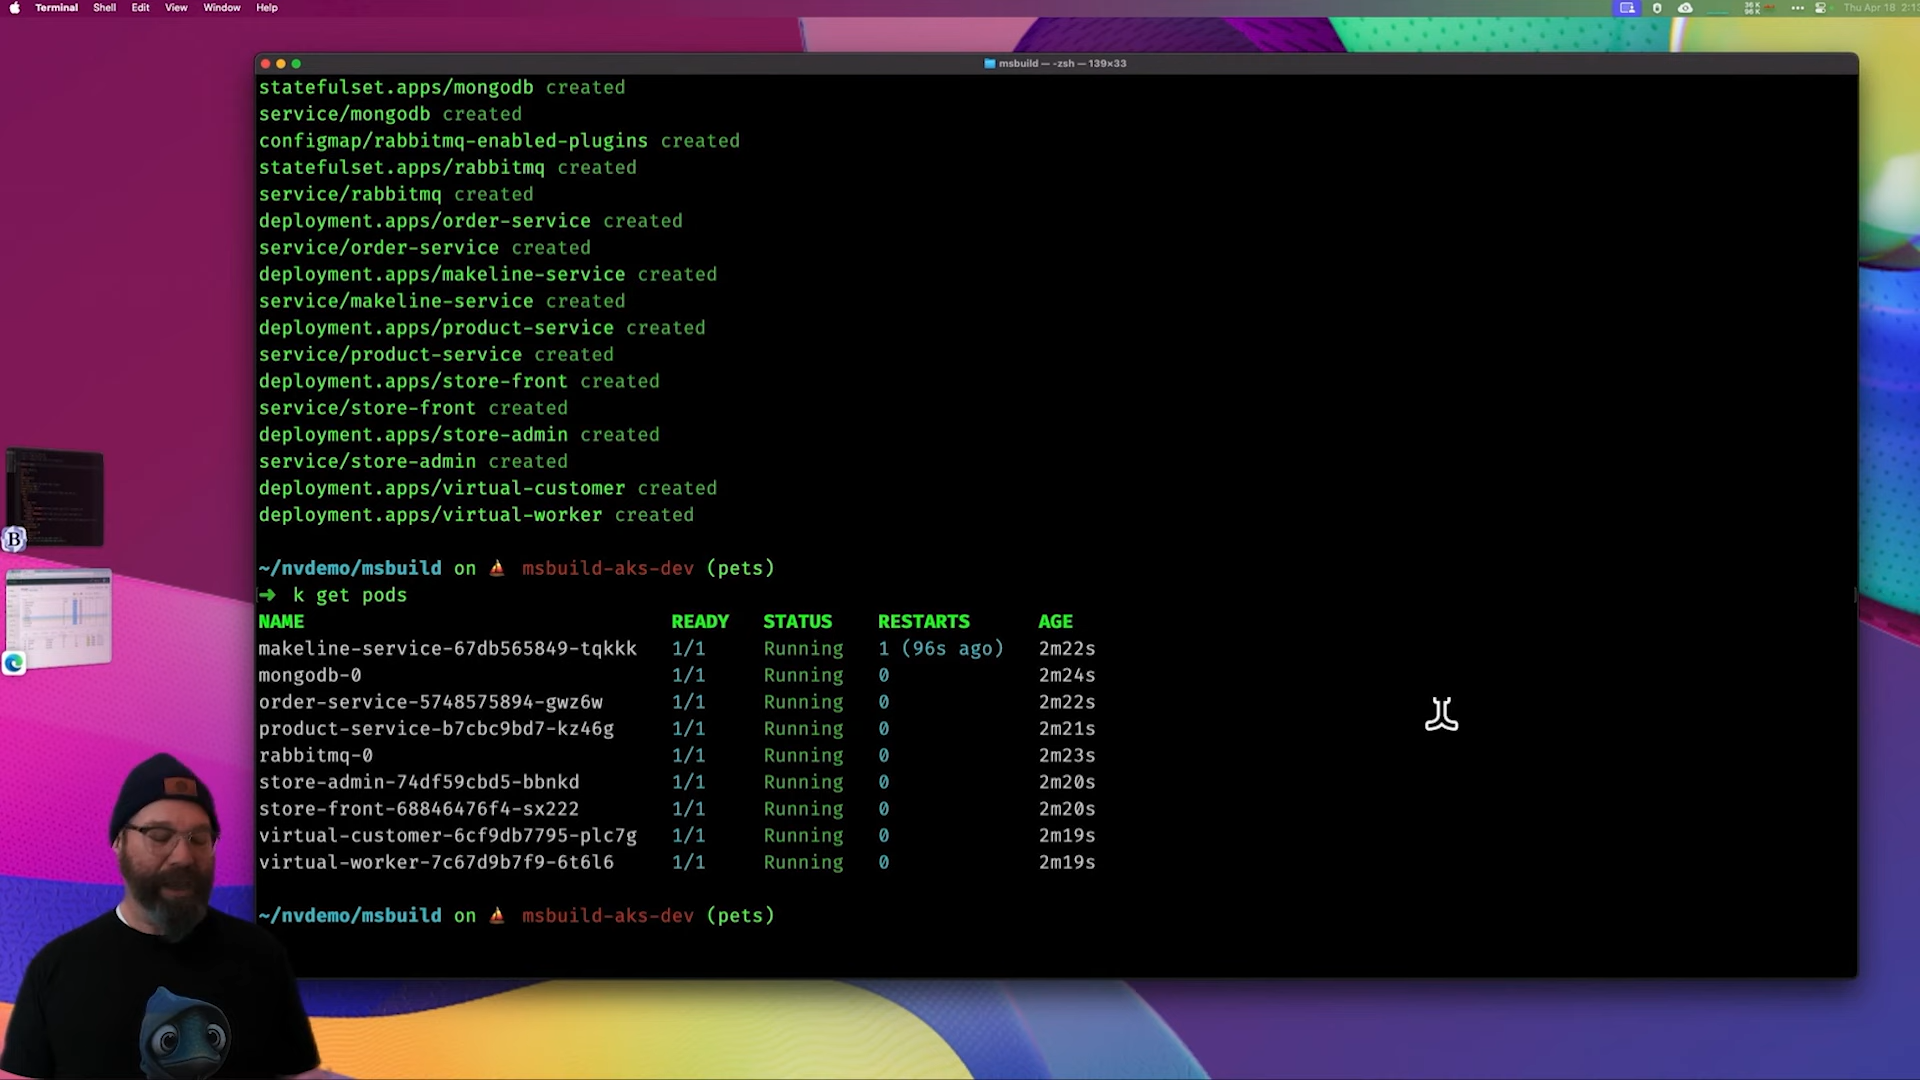 Terminal Shell Edit View Window Help
36 K
96 K
Thu Apr 18 2:1
msbuild — -zsh — 139×33
statefulset.apps/mongodb created
service/mongodb created
configmap/rabbitmq-enabled-plugins created
statefulset.apps/rabbitmq created
service/rabbitmq created
deployment.apps/order-service created
service/order-service created
deployment.apps/makeline-service created
service/makeline-service created
deployment.apps/product-service created
service/product-service created
deployment.apps/store-front created
service/store-front created
deployment.apps/store-admin created
service/store-admin created
deployment.apps/virtual-customer created
deployment.apps/virtual-worker created
~/nvdemo/msbuild on msbuild-aks-dev (pets)
➜ k get pods
NAME READY STATUS RESTARTS AGE
makeline-service-67db565849-tqkkk 1/1 Running 1 (96s ago) 2m22s
mongodb-0 1/1 Running 0 2m24s
order-service-5748575894-gwz6w 1/1 Running 0 2m22s
product-service-b7cbc9bd7-kz46g 1/1 Running 0 2m21s
rabbitmq-0 1/1 Running 0 2m23s
store-admin-74df59cbd5-bbnkd 1/1 Running 0 2m20s
store-front-68846476f4-sx222 1/1 Running 0 2m20s
virtual-customer-6cf9db7795-plc7g 1/1 Running 0 2m19s
virtual-worker-7c67d9b7f9-6t6l6 1/1 Running 0 2m19s
~/nvdemo/msbuild on msbuild-aks-dev (pets)
B